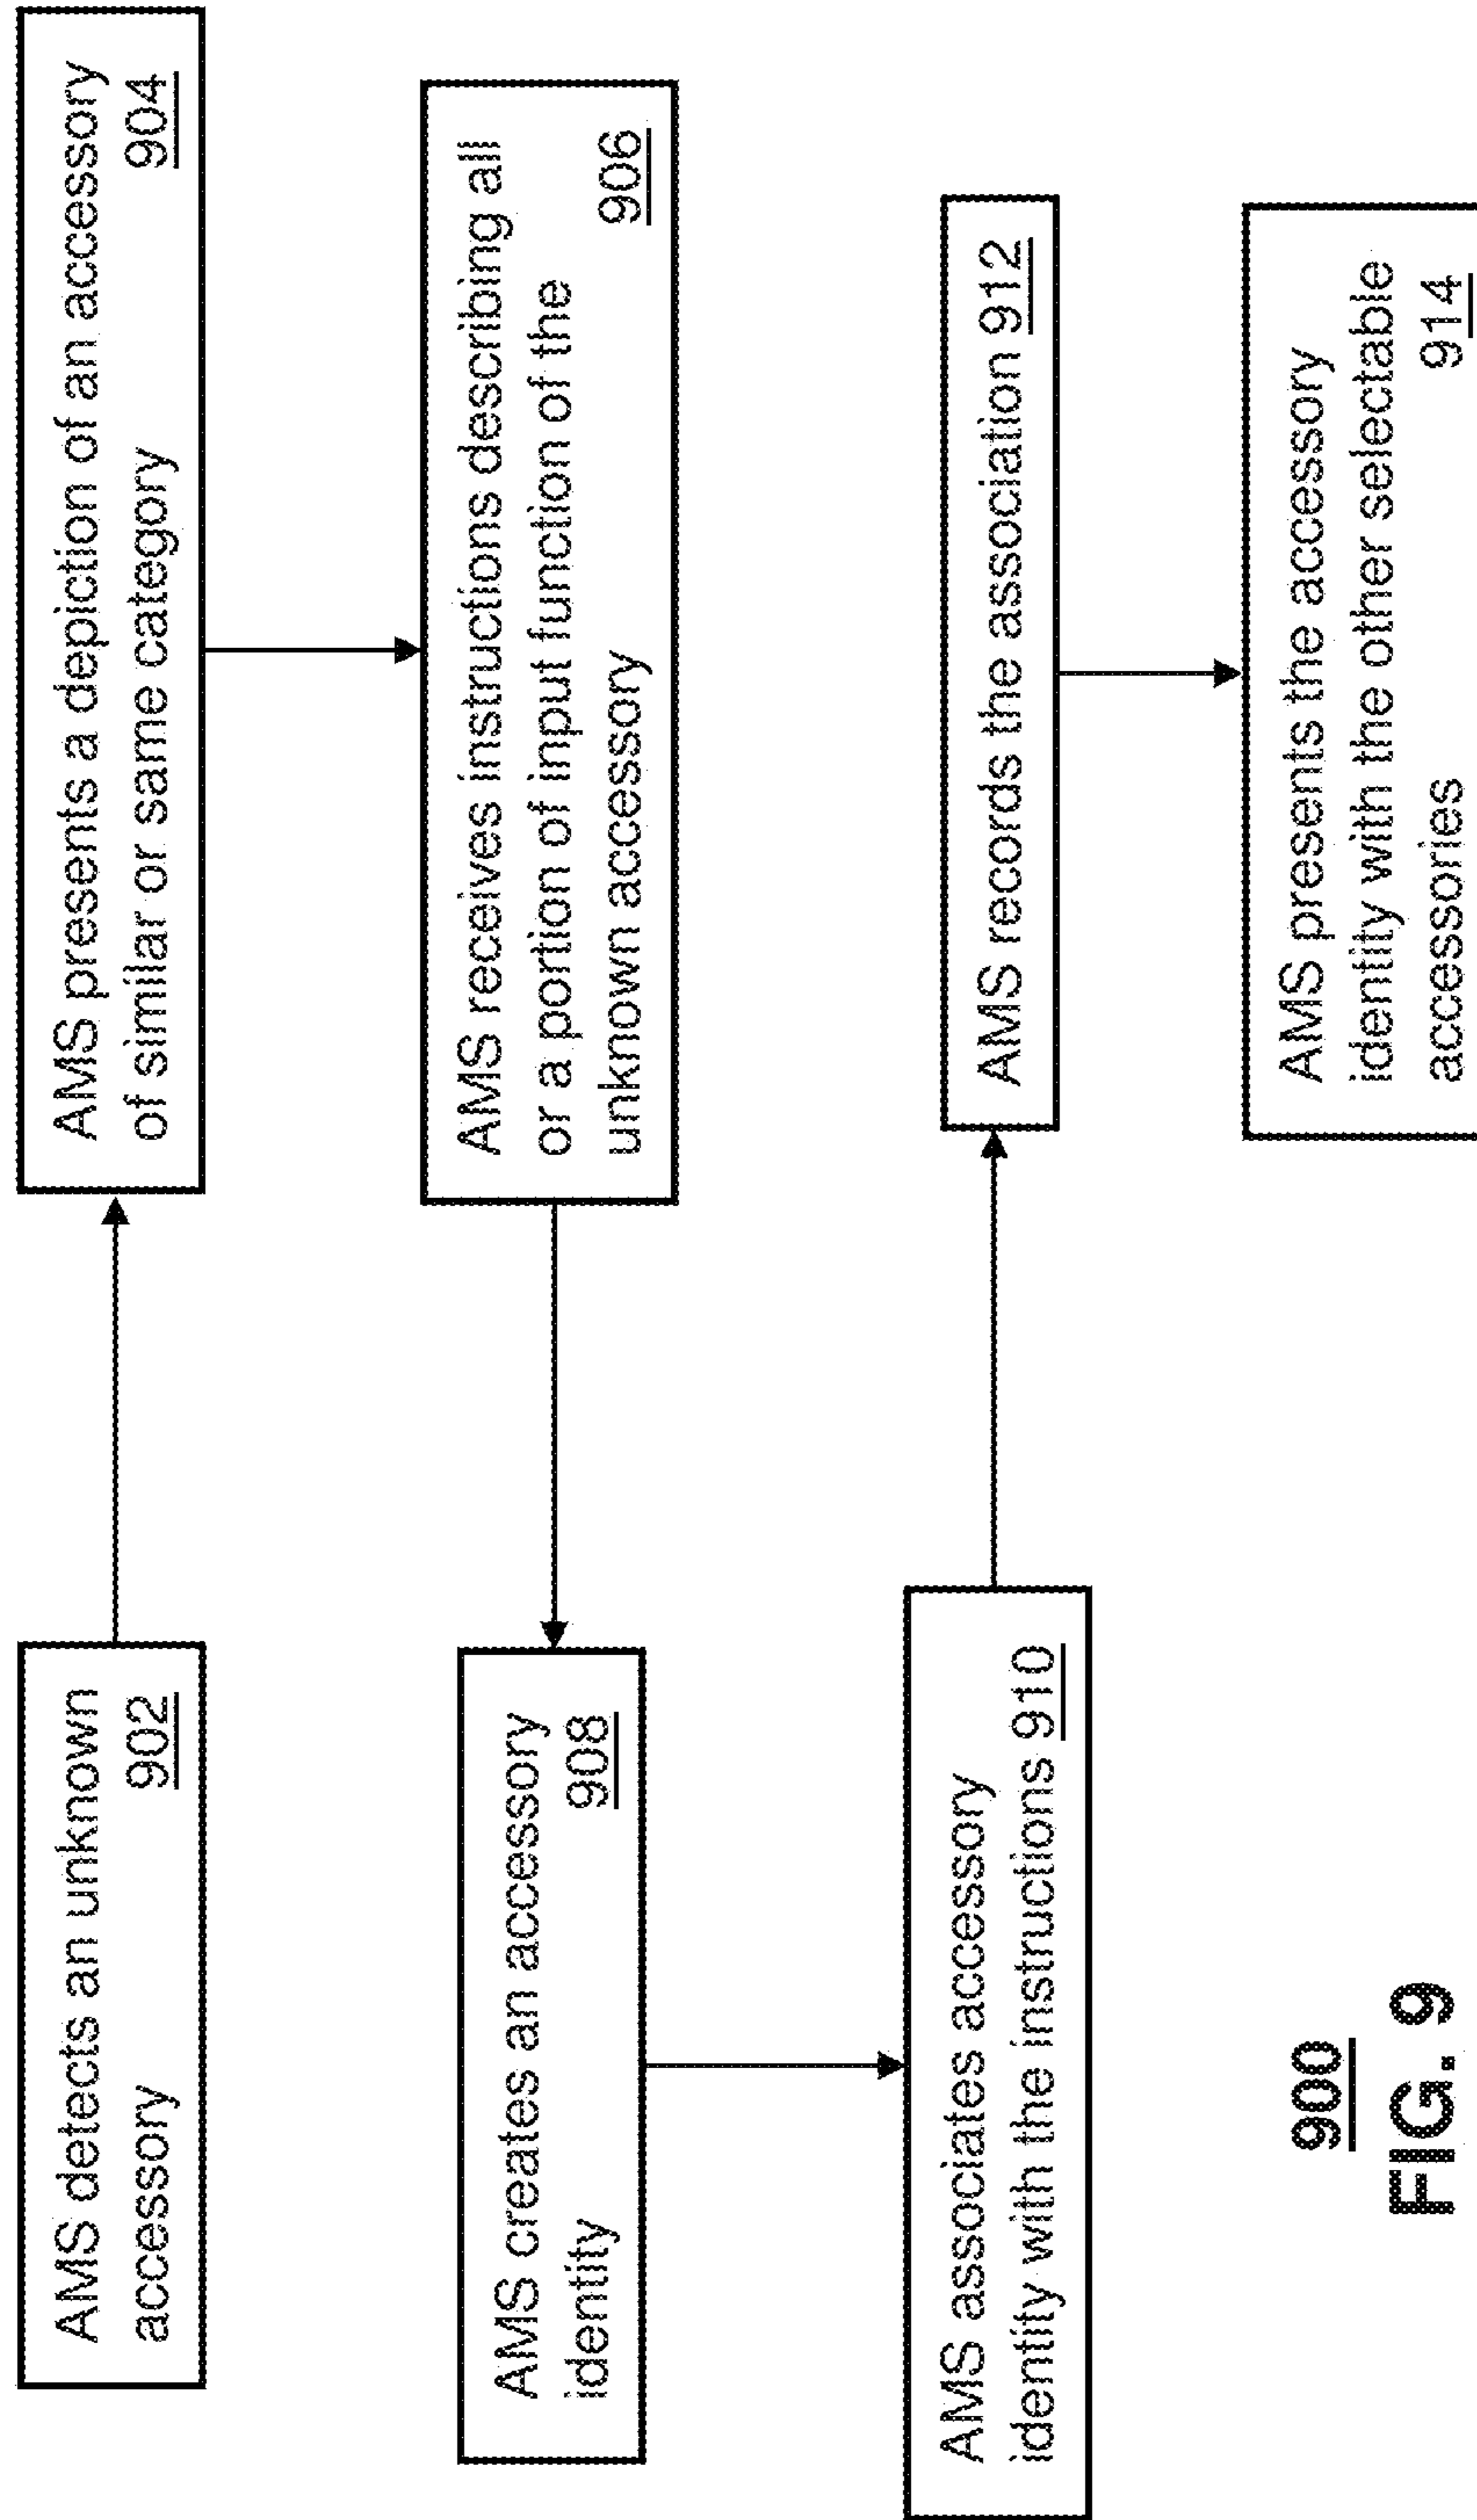 AMS detects an unknown
accessory 902
AMS presents a depiction of an accessory
of similar or same category 904
AMS receives instructions describing all
or a portion of input function of the
unknown accessory 906
AMS creates an accessory
identity 908
AMS associates accessory
identity with the instructions 910
AMS records the association 912
AMS presents the accessory
identity with the other selectable
accessories 914
900
FIG. 9